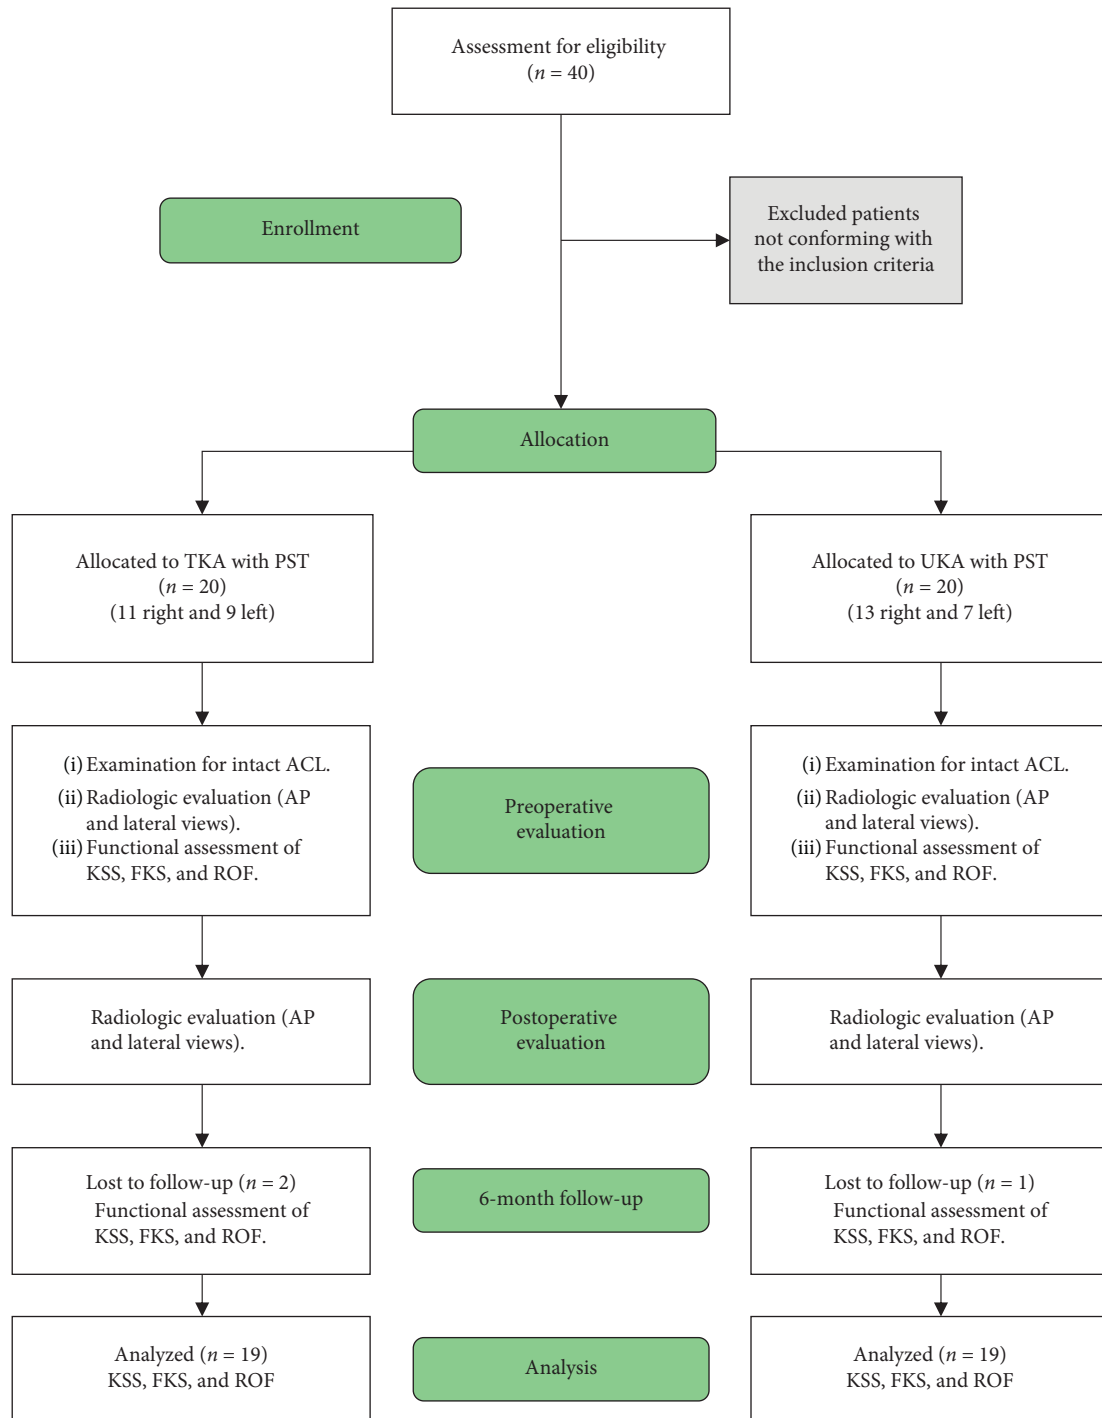 Assessment for eligibility
(n = 40)
Enrollment
Excluded patients
not conforming with
the inclusion criteria
Allocation
Allocated to TKA with PST
(n = 20)
(11 right and 9 left)
Allocated to UKA with PST
(n = 20)
(13 right and 7 left)
(i) Examination for intact ACL.
(ii) Radiologic evaluation (AP
and lateral views).
(iii) Functional assessment of
KSS, FKS, and ROF.
Preoperative
evaluation
(i) Examination for intact ACL.
(ii) Radiologic evaluation (AP
and lateral views).
(iii) Functional assessment of
KSS, FKS, and ROF.
Radiologic evaluation (AP
and lateral views).
Postoperative
evaluation
Radiologic evaluation (AP
and lateral views).
Lost to follow-up (n = 2)
Functional assessment of
KSS, FKS, and ROF.
6-month follow-up
Lost to follow-up (n = 1)
Functional assessment of
KSS, FKS, and ROF.
Analyzed (n = 19)
KSS, FKS, and ROF
Analysis
Analyzed (n = 19)
KSS, FKS, and ROF